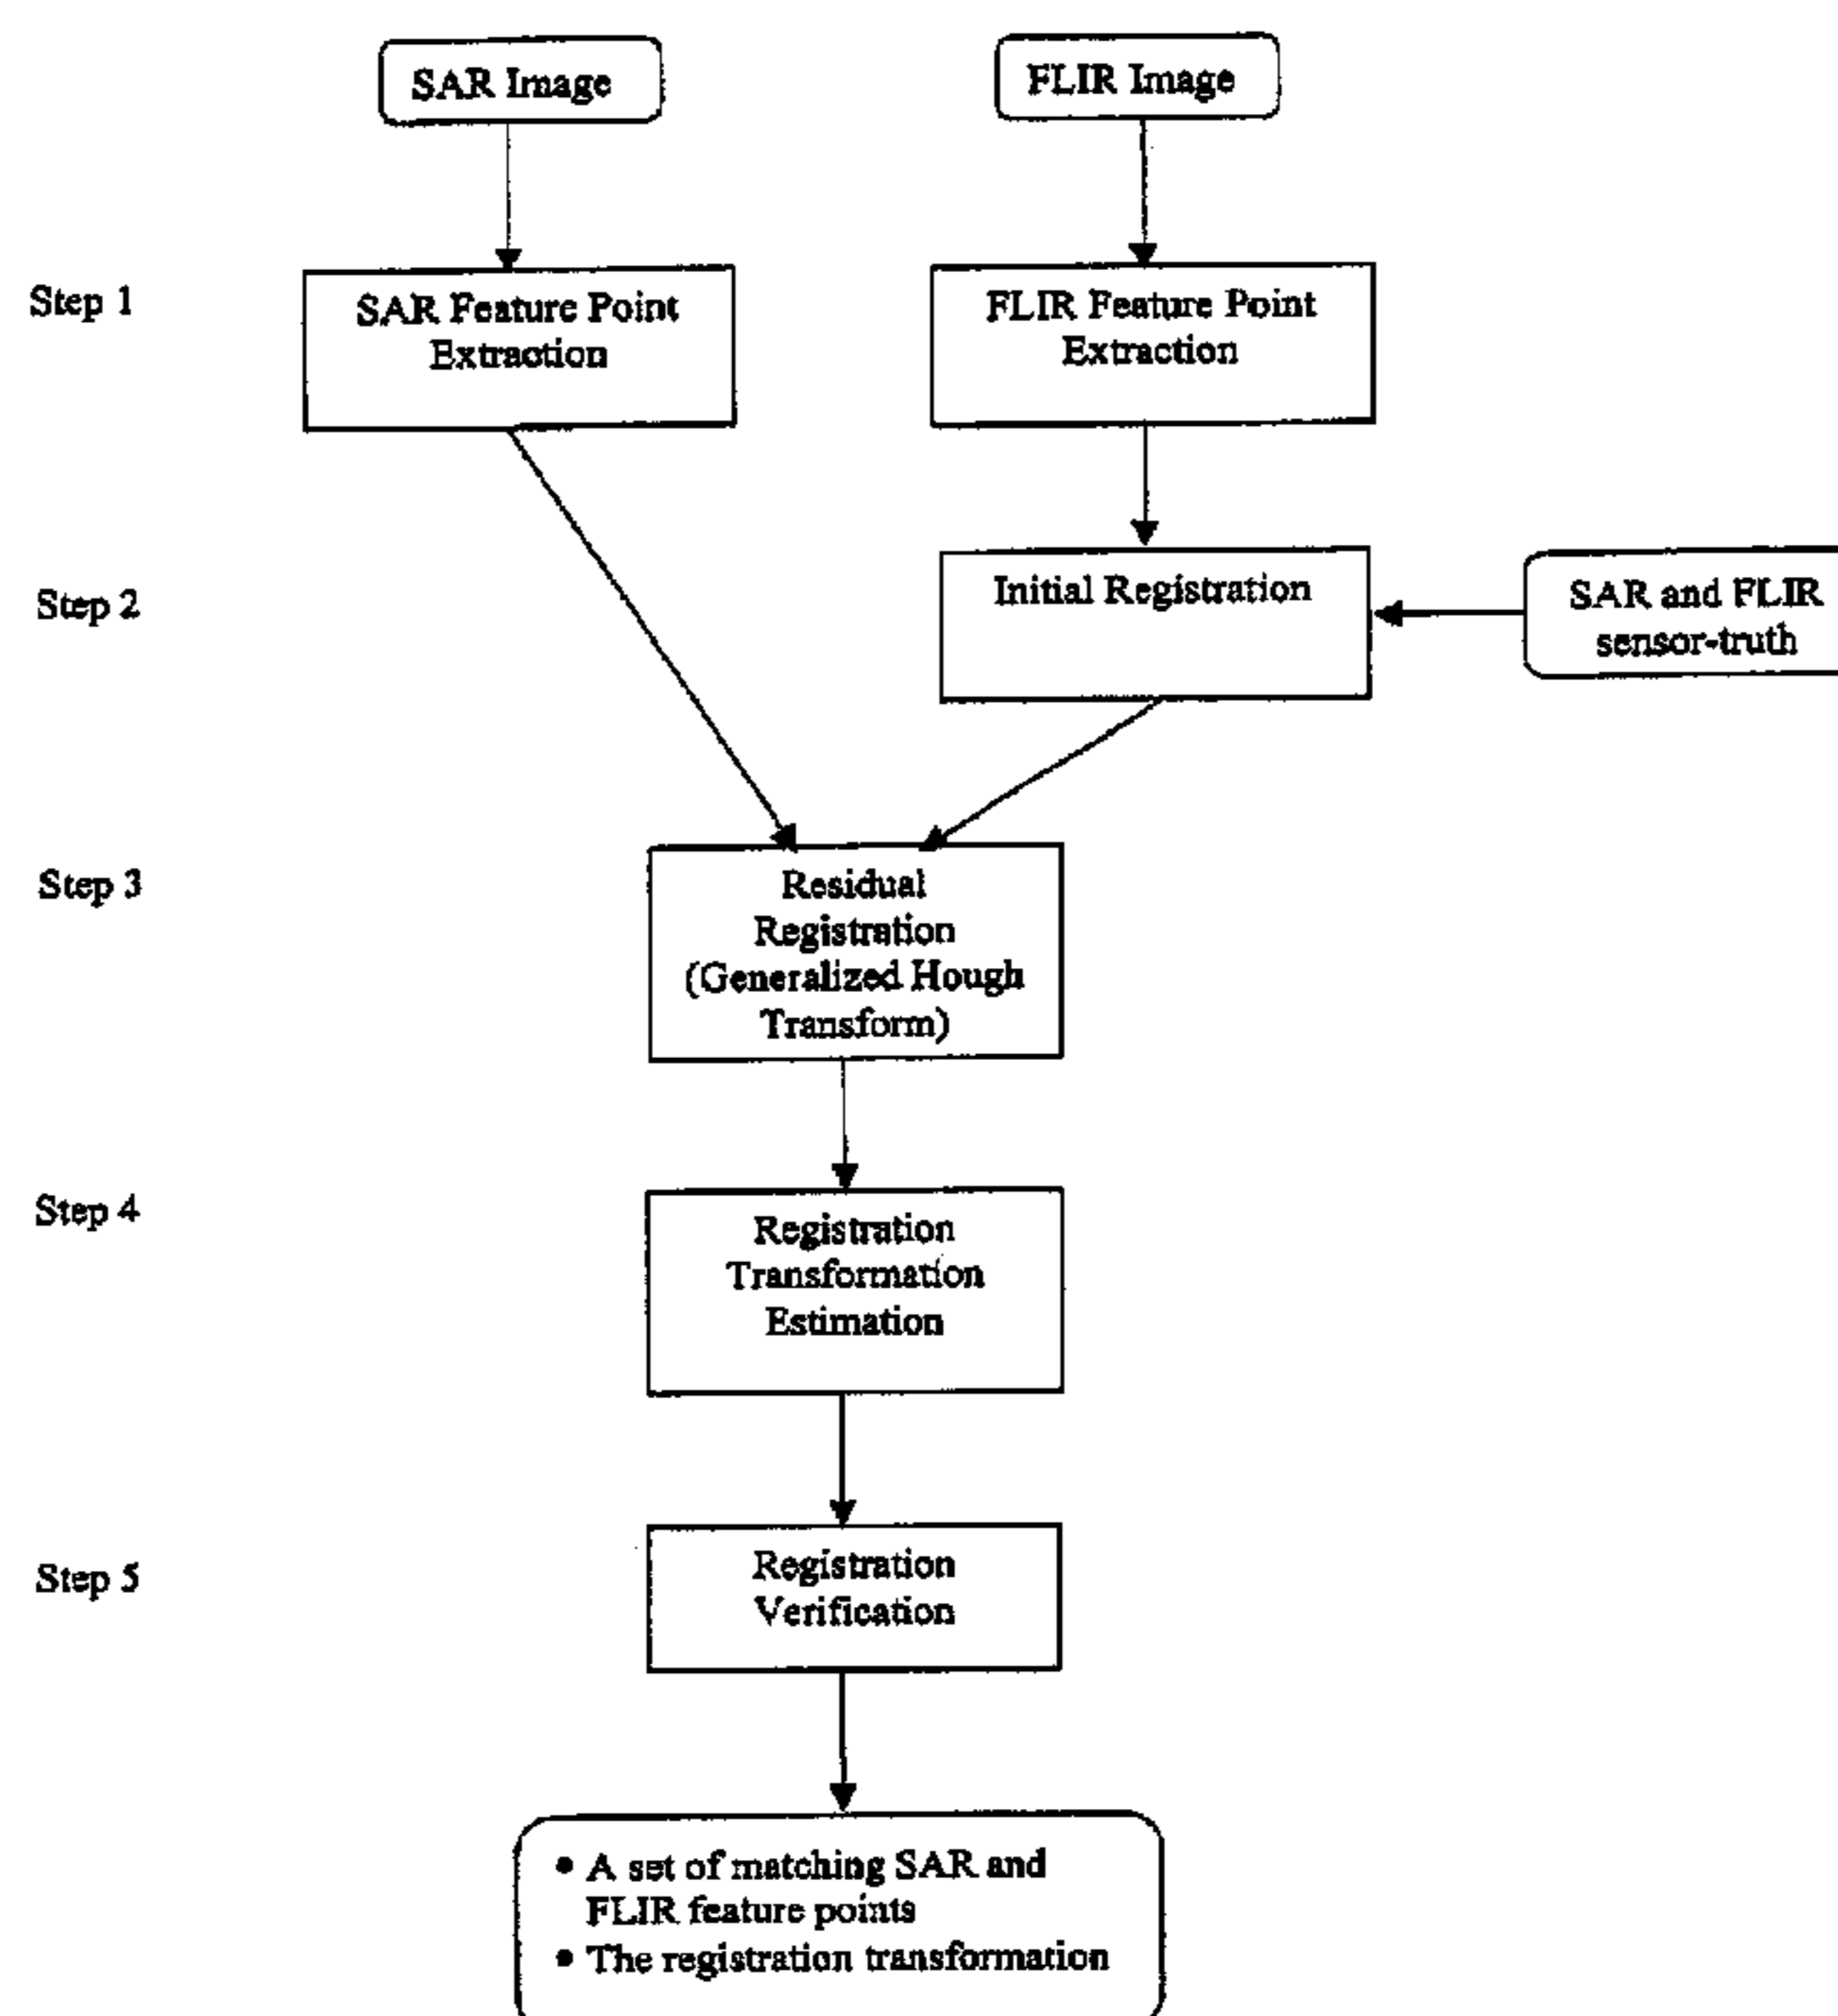 SAR Image
FLIR Image
Step 1
SAR Feature Point
Extraction
FLIR Feature Point
Extraction
Step 2
Initial Registration
SAR and FLIR
sensor-truth
Step 3
Residual
Registration
(Generalized Hough
Transform)
Step 4
Registration
Transformation
Estimation
Step 5
Registration
Verification
• A set of matching SAR and
FLIR feature points
• The registration transformation